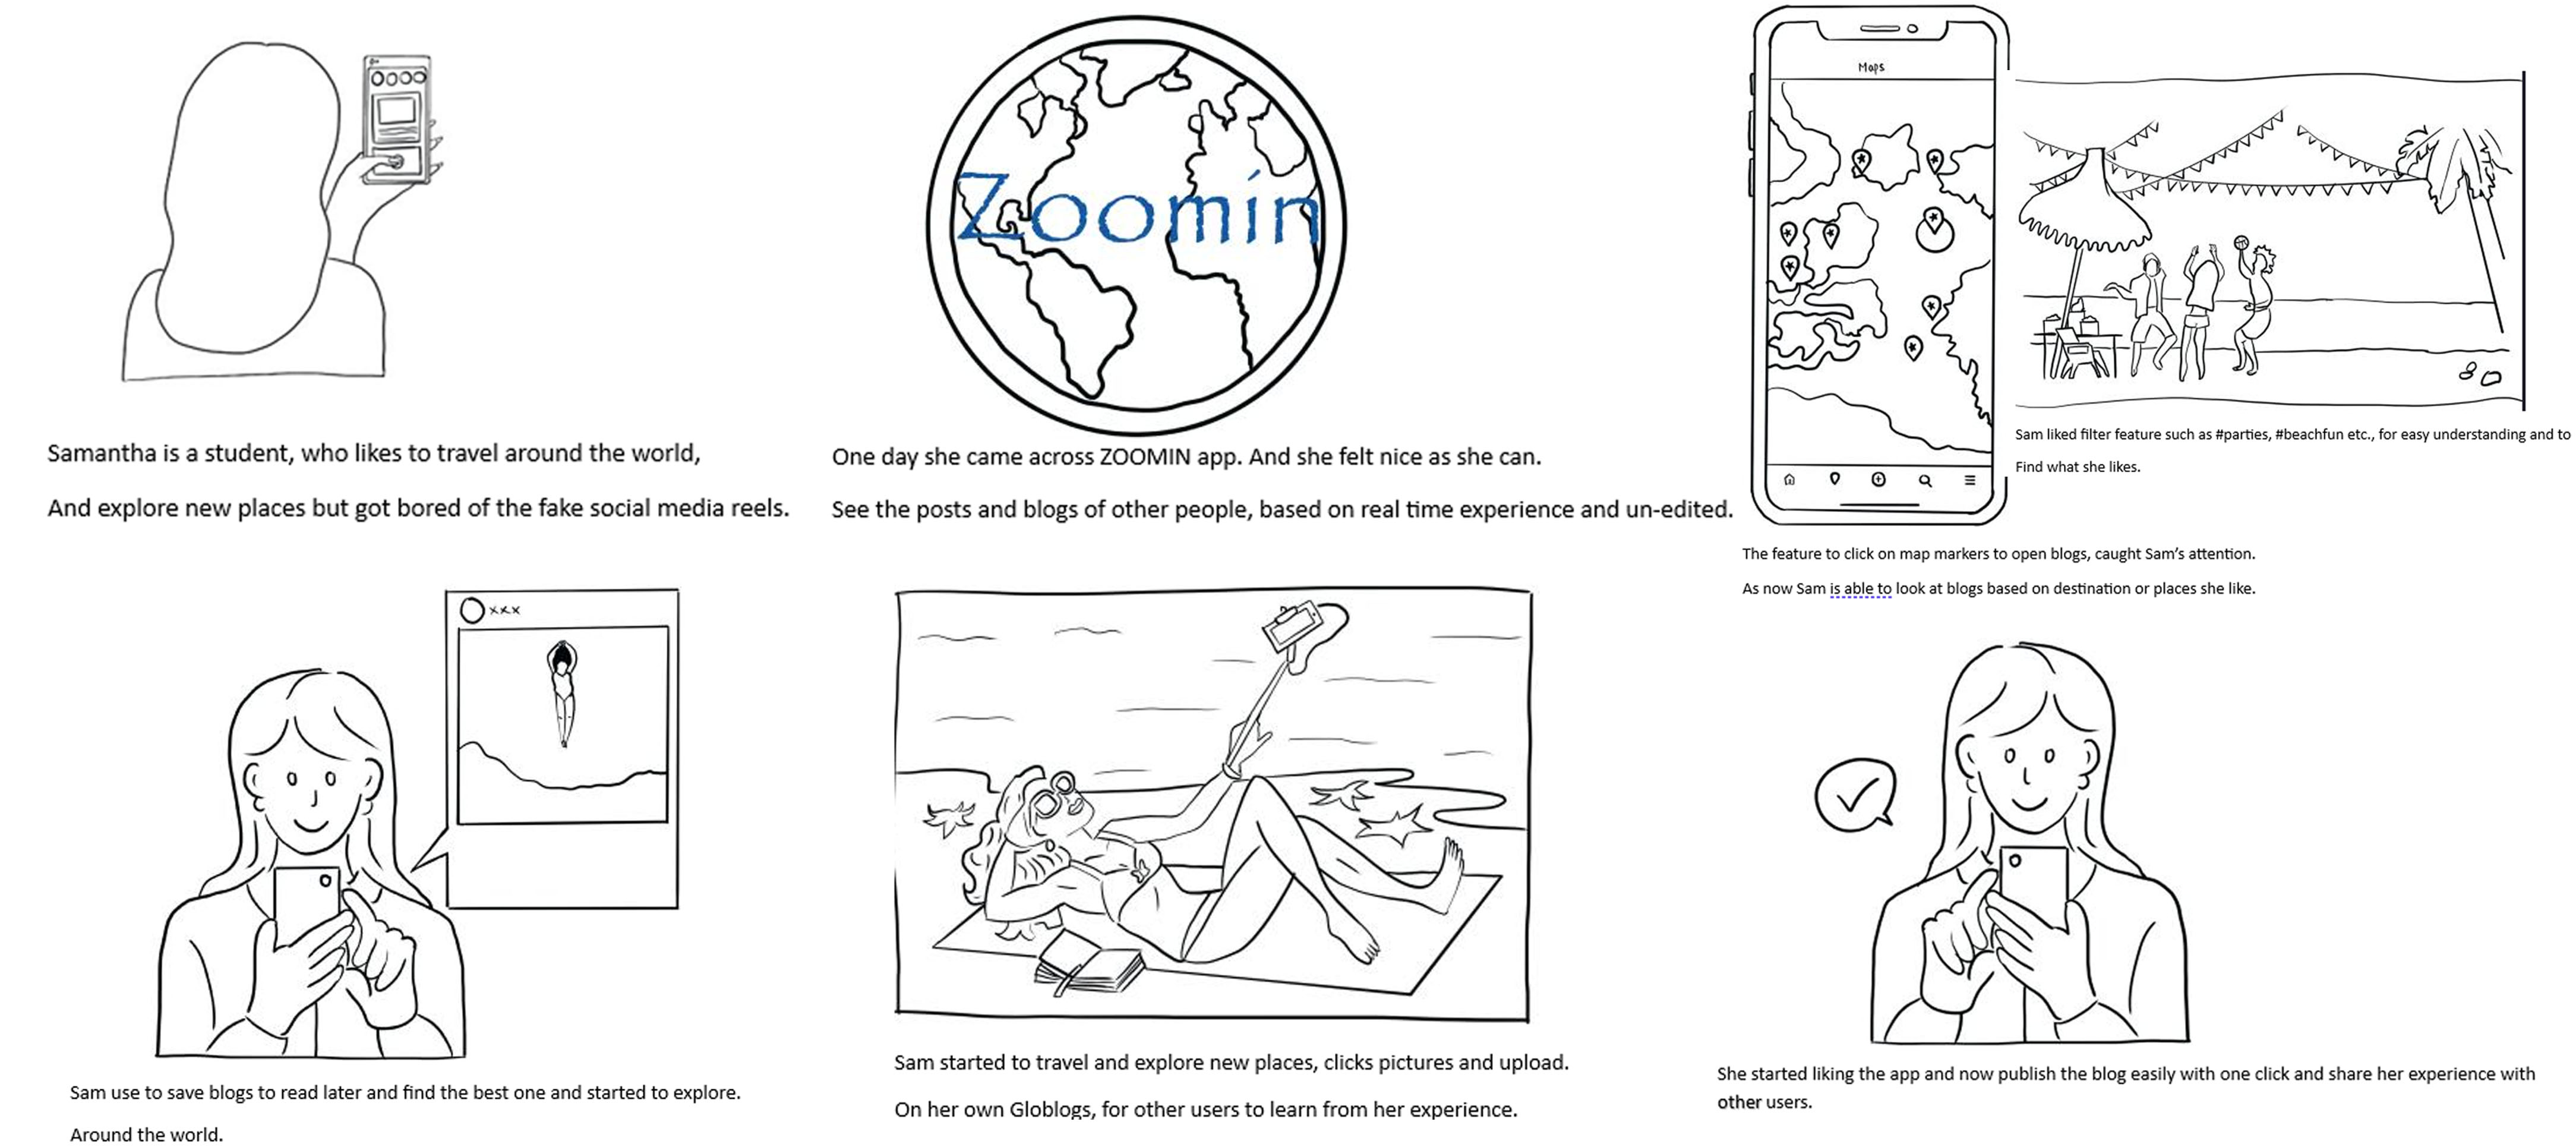 Samantha is a student, who likes to travel around the world,
And explore new places but got bored of the fake social media reels.
Zoomin
One day she came across ZOOMIN app. And she felt nice as she can.
See the posts and blogs of other people, based on real time experience and un-edited.
Maps
Sam liked filter feature such as #parties, #beachfun etc., for easy understanding and to
Find what she likes.
The feature to click on map markers to open blogs, caught Sam’s attention.
As now Sam is able to look at blogs based on destination or places she like.
xxx
Sam use to save blogs to read later and find the best one and started to explore.
Around the world.
Sam started to travel and explore new places, clicks pictures and upload.
On her own Globlogs, for other users to learn from her experience.
She started liking the app and now publish the blog easily with one click and share her experience with
other users.